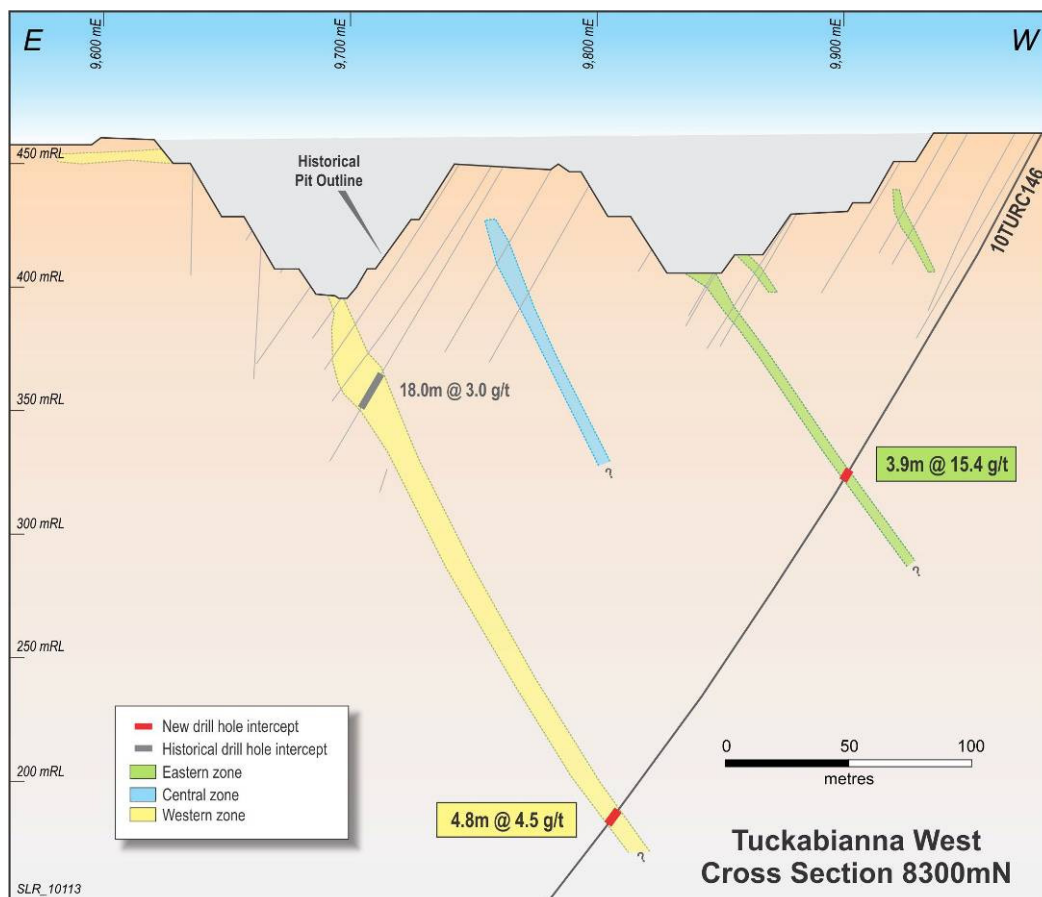 E
9,600 mE
9,700 mE
9,800 mE
9,900 mE
W
450 mRL
Historical
Pit Outline
10TURC146
400 mRL
18.0m @ 3.0 g/t
350 mRL
3.9m @ 15.4 g/t
?
300 mRL
?
250 mRL
New drill hole intercept
Historical drill hole intercept
Eastern zone
Central zone
Western zone
0 50 100
metres
200 mRL
4.8m @ 4.5 g/t
?
Tuckabianna West
Cross Section 8300mN
SLR_10113